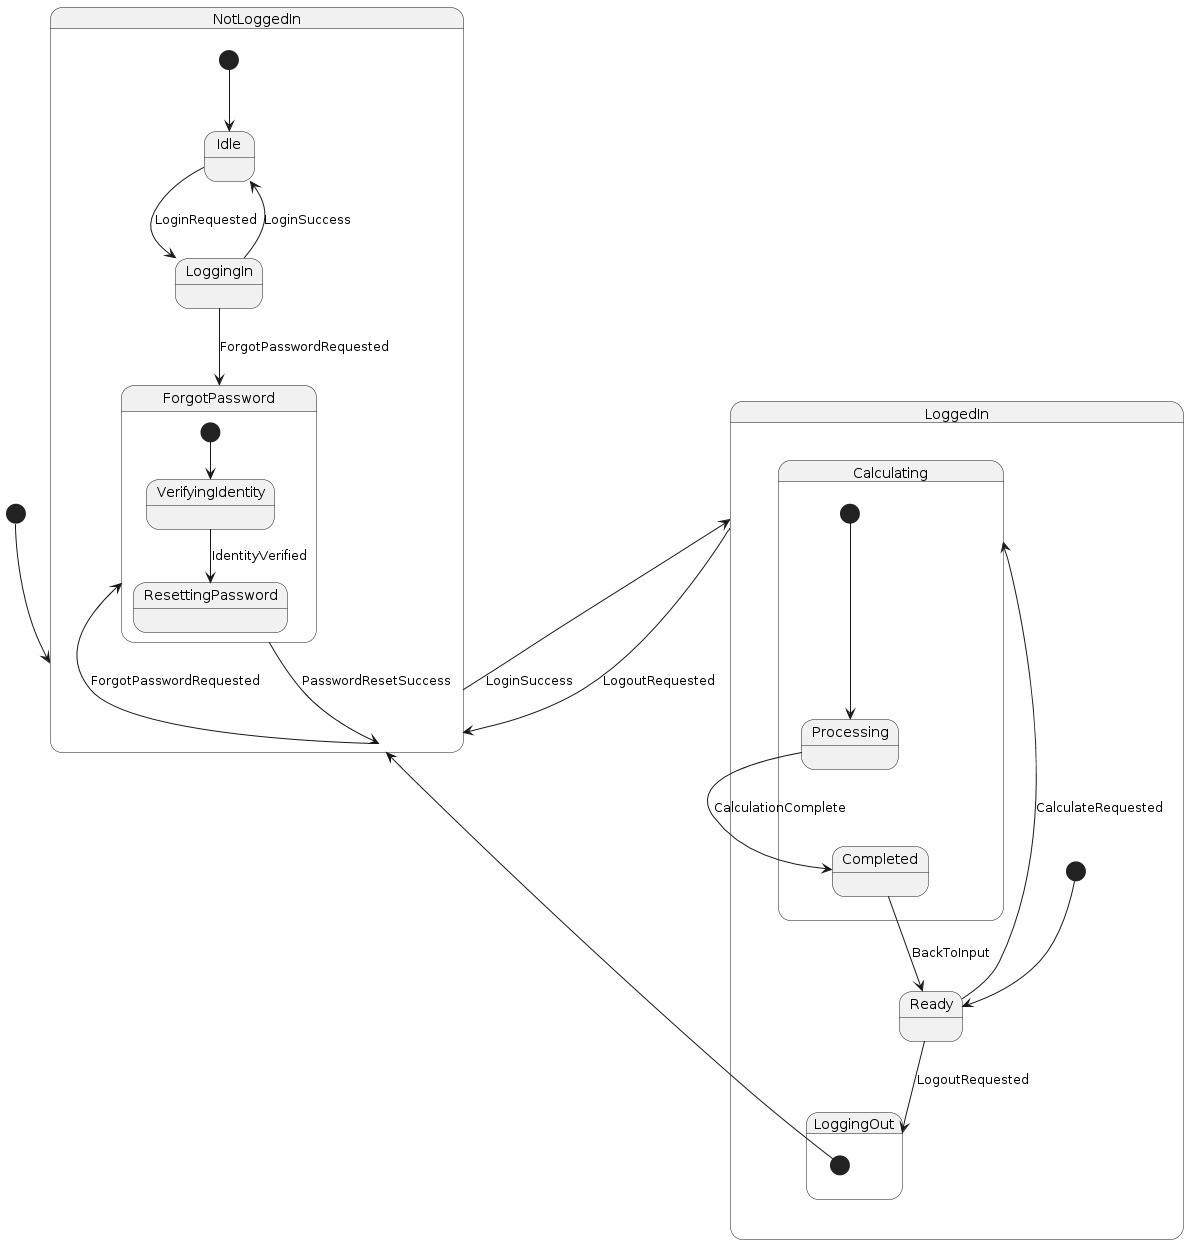 NotLoggedIn
Idle
LoginRequested
LoginSuccess
LoggingIn
ForgotPasswordRequested
ForgotPassword
VerifyingIdentity
IdentityVerified
ResettingPassword
ForgotPasswordRequested
PasswordResetSuccess
LoginSuccess
LogoutRequested
LoggedIn
Calculating
Processing
CalculationComplete
CalculateRequested
Completed
BackToInput
Ready
LogoutRequested
LoggingOut